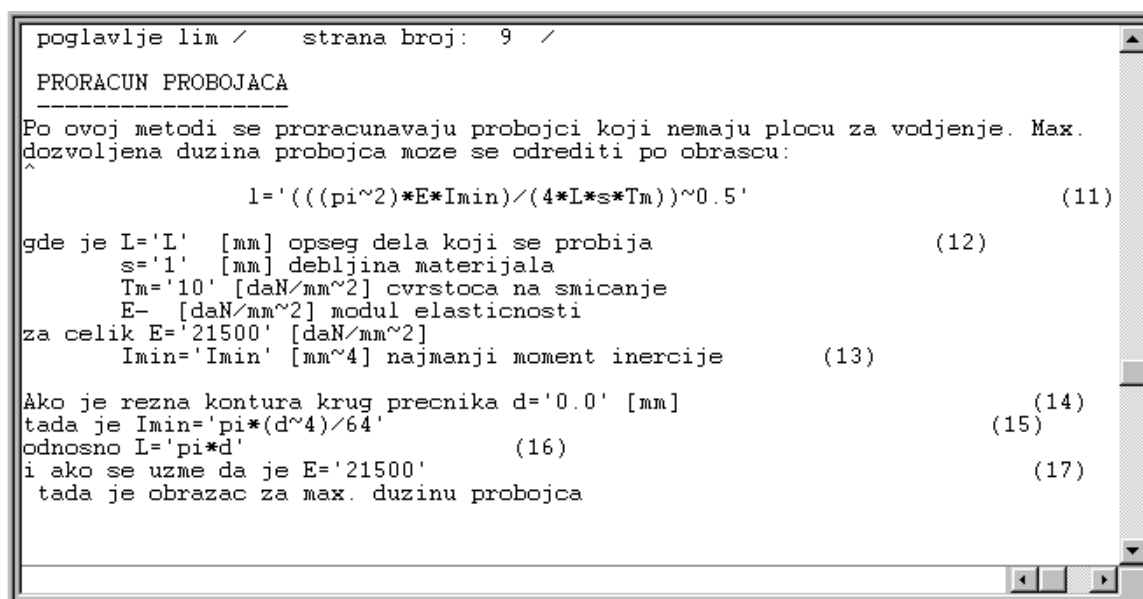 poglavlje lim /    strana broj:  9  /
PRORACUN PROBOJACA
------------------
Po ovoj metodi se proracunavaju probojci koji nemaju plocu za vodjenje. Max.
dozvoljena duzina probojca moze se odrediti po obrascu:
^
l='(((pi~2)*E*Imin)/(4*L*s*Tm))~0.5' (11)
gde je L='L'  [mm] opseg dela koji se probija (12)
s='1'  [mm] debljina materijala
Tm='10' [daN/mm~2] cvrstoca na smicanje
E-  [daN/mm~2] modul elasticnosti
za celik E='21500' [daN/mm~2]
Imin='Imin' [mm~4] najmanji moment inercije (13)
Ako je rezna kontura krug precnika d='0.0' [mm] (14)
tada je Imin='pi*(d~4)/64' (15)
odnosno L='pi*d' (16)
i ako se uzme da je E='21500' (17)
tada je obrazac za max. duzinu probojca